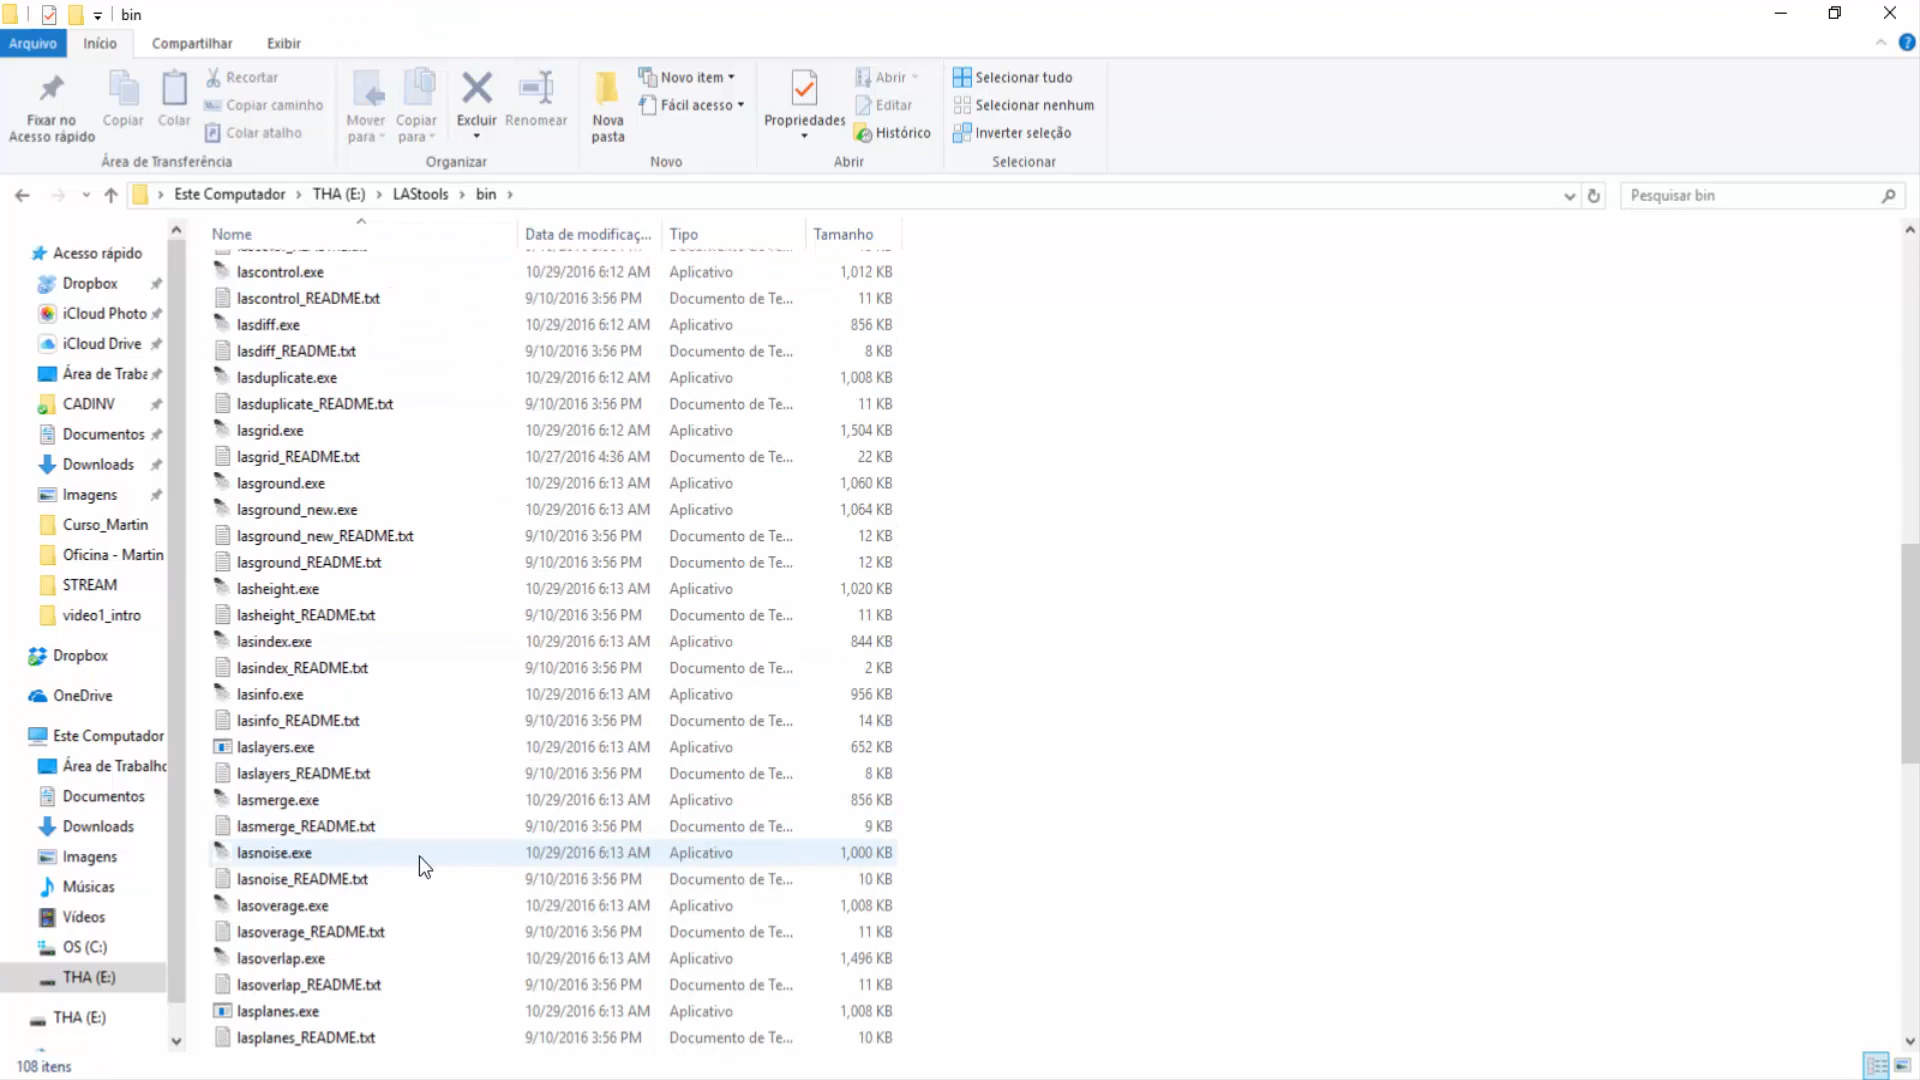 bin
Arquivo Início Compartilhar Exibir
Fixar no Acesso rápido
Copiar
Colar
Recortar
Copiar caminho
Colar atalho
Área de Transferência
Mover para
Copiar para
Excluir
Renomear
Organizar
Nova pasta
Novo item
Fácil acesso
Novo
Propriedades
Abrir
Editar
Histórico
Abrir
Selecionar tudo
Selecionar nenhum
Inverter seleção
Selecionar
Este Computador > THA (E:) > LAStools > bin >
Pesquisar bin
Acesso rápido
Dropbox
iCloud Photo
iCloud Drive
Área de Traba
CADINV
Documentos
Downloads
Imagens
Curso_Martin
Oficina - Martin
STREAM
video1_intro
Dropbox
OneDrive
Este Computador
Área de Trabalho
Documentos
Downloads
Imagens
Músicas
Vídeos
OS (C:)
THA (E:)
THA (E:)
Nome Data de modificaç... Tipo Tamanho
lascontrol.exe 10/29/2016 6:12 AM Aplicativo 1,012 KB
lascontrol_README.txt 9/10/2016 3:56 PM Documento de Te... 11 KB
lasdiff.exe 10/29/2016 6:12 AM Aplicativo 856 KB
lasdiff_README.txt 9/10/2016 3:56 PM Documento de Te... 8 KB
lasduplicate.exe 10/29/2016 6:12 AM Aplicativo 1,008 KB
lasduplicate_README.txt 9/10/2016 3:56 PM Documento de Te... 11 KB
lasgrid.exe 10/29/2016 6:12 AM Aplicativo 1,504 KB
lasgrid_README.txt 10/27/2016 4:36 AM Documento de Te... 22 KB
lasground.exe 10/29/2016 6:13 AM Aplicativo 1,060 KB
lasground_new.exe 10/29/2016 6:13 AM Aplicativo 1,064 KB
lasground_new_README.txt 9/10/2016 3:56 PM Documento de Te... 12 KB
lasground_README.txt 9/10/2016 3:56 PM Documento de Te... 12 KB
lasheight.exe 10/29/2016 6:13 AM Aplicativo 1,020 KB
lasheight_README.txt 9/10/2016 3:56 PM Documento de Te... 11 KB
lasindex.exe 10/29/2016 6:13 AM Aplicativo 844 KB
lasindex_README.txt 9/10/2016 3:56 PM Documento de Te... 2 KB
lasinfo.exe 10/29/2016 6:13 AM Aplicativo 956 KB
lasinfo_README.txt 9/10/2016 3:56 PM Documento de Te... 14 KB
laslayers.exe 10/29/2016 6:13 AM Aplicativo 652 KB
laslayers_README.txt 9/10/2016 3:56 PM Documento de Te... 8 KB
lasmerge.exe 10/29/2016 6:13 AM Aplicativo 856 KB
lasmerge_README.txt 9/10/2016 3:56 PM Documento de Te... 9 KB
lasnoise.exe 10/29/2016 6:13 AM Aplicativo 1,000 KB
lasnoise_README.txt 9/10/2016 3:56 PM Documento de Te... 10 KB
lasoverage.exe 10/29/2016 6:13 AM Aplicativo 1,008 KB
lasoverage_README.txt 9/10/2016 3:56 PM Documento de Te... 11 KB
lasoverlap.exe 10/29/2016 6:13 AM Aplicativo 1,496 KB
lasoverlap_README.txt 9/10/2016 3:56 PM Documento de Te... 11 KB
lasplanes.exe 10/29/2016 6:13 AM Aplicativo 1,008 KB
lasplanes_README.txt 9/10/2016 3:56 PM Documento de Te... 10 KB
108 itens